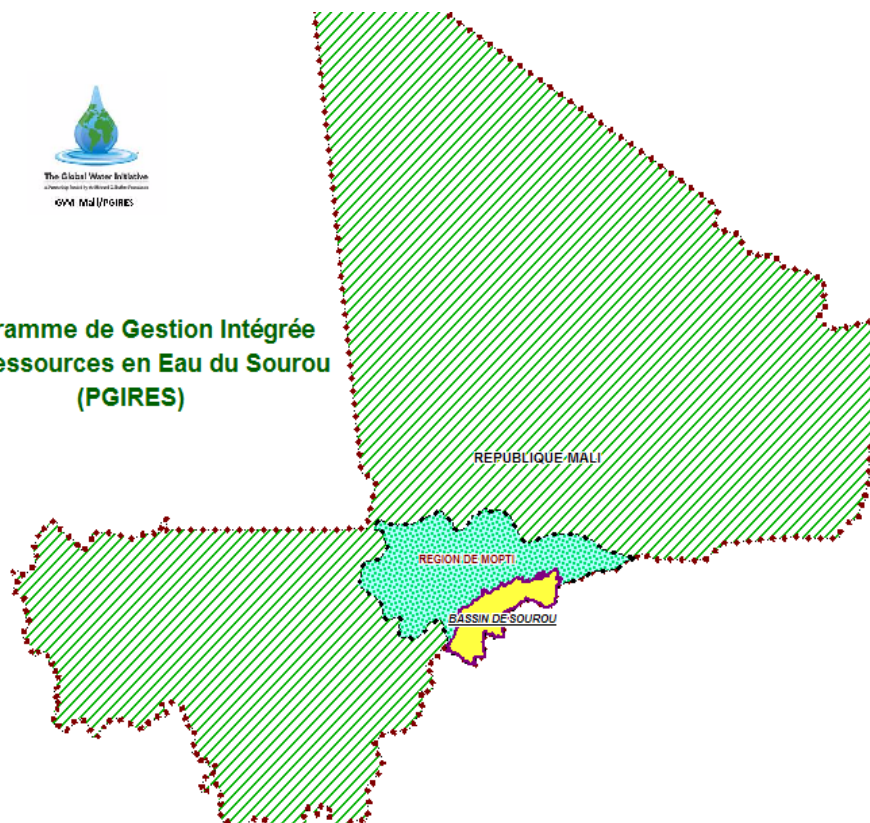 The Global Water Initiative
GWI Mali/PGIRES
ramme de Gestion Intégrée
essources en Eau du Sourou
(PGIRES)
REPUBLIQUE MALI
REGION DE MOPTI
BASSIN DE SOUROU